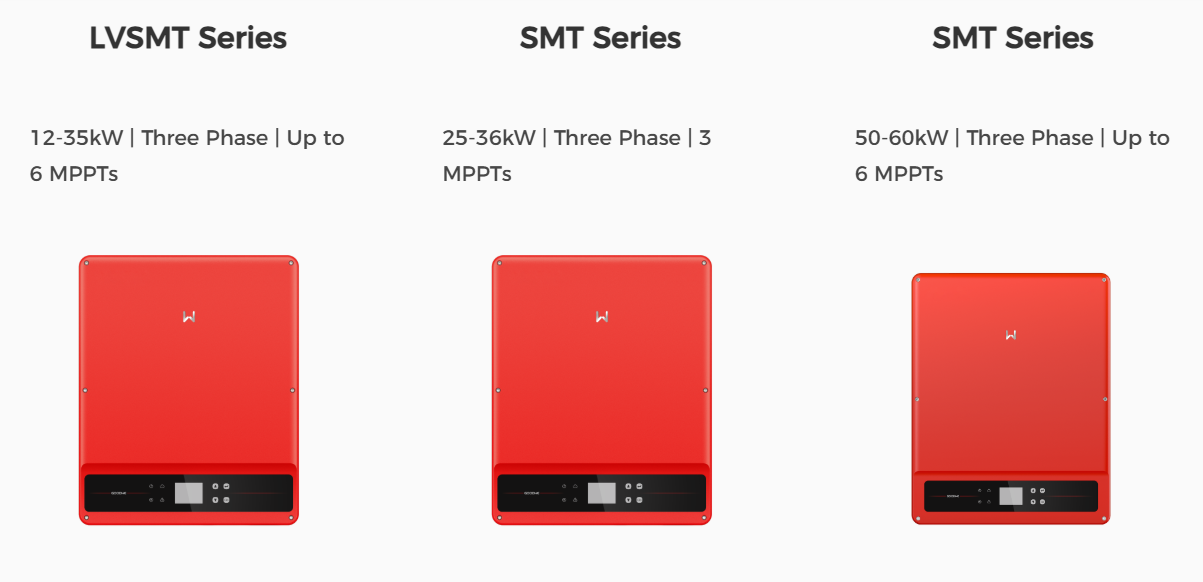 LVSMT Series
12-35kW | Three Phase | Up to
6 MPPTs
SMT Series
25-36kW | Three Phase | 3
MPPTs
SMT Series
50-60kW | Three Phase | Up to
6 MPPTs